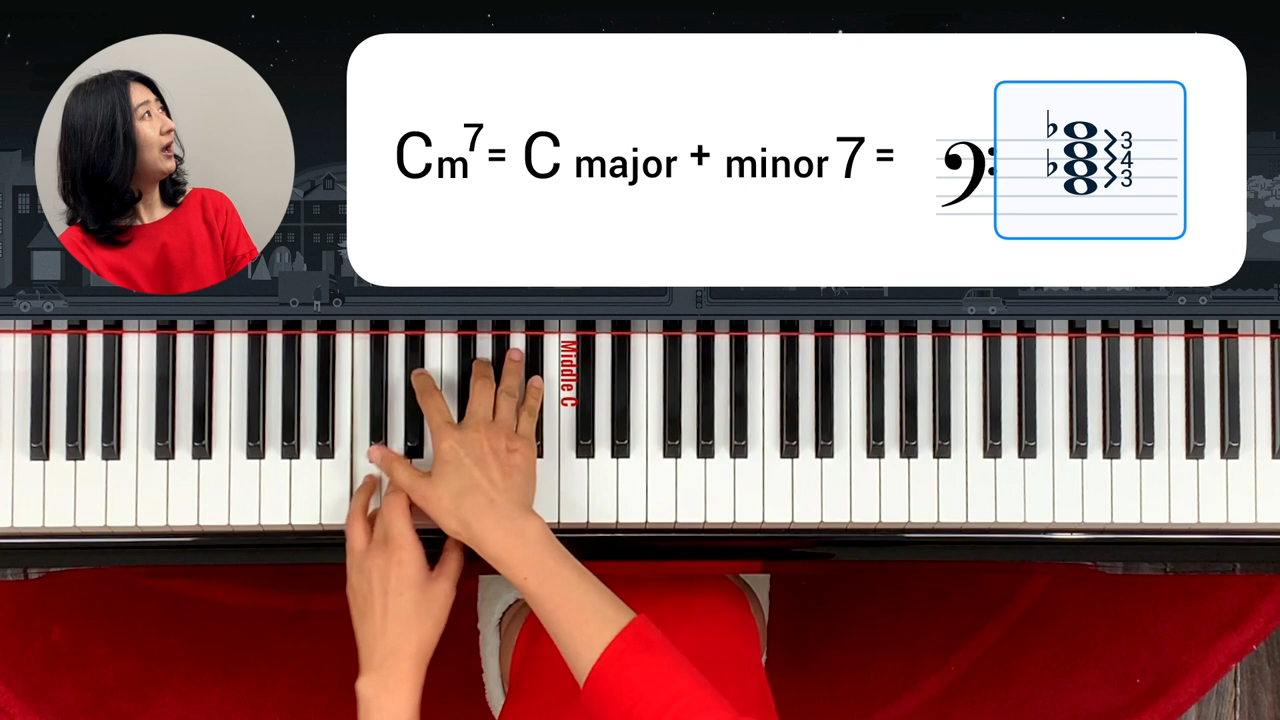 Cm⁷ = C major + minor 7 =
♭ 3
4
♭ 3
Middle C